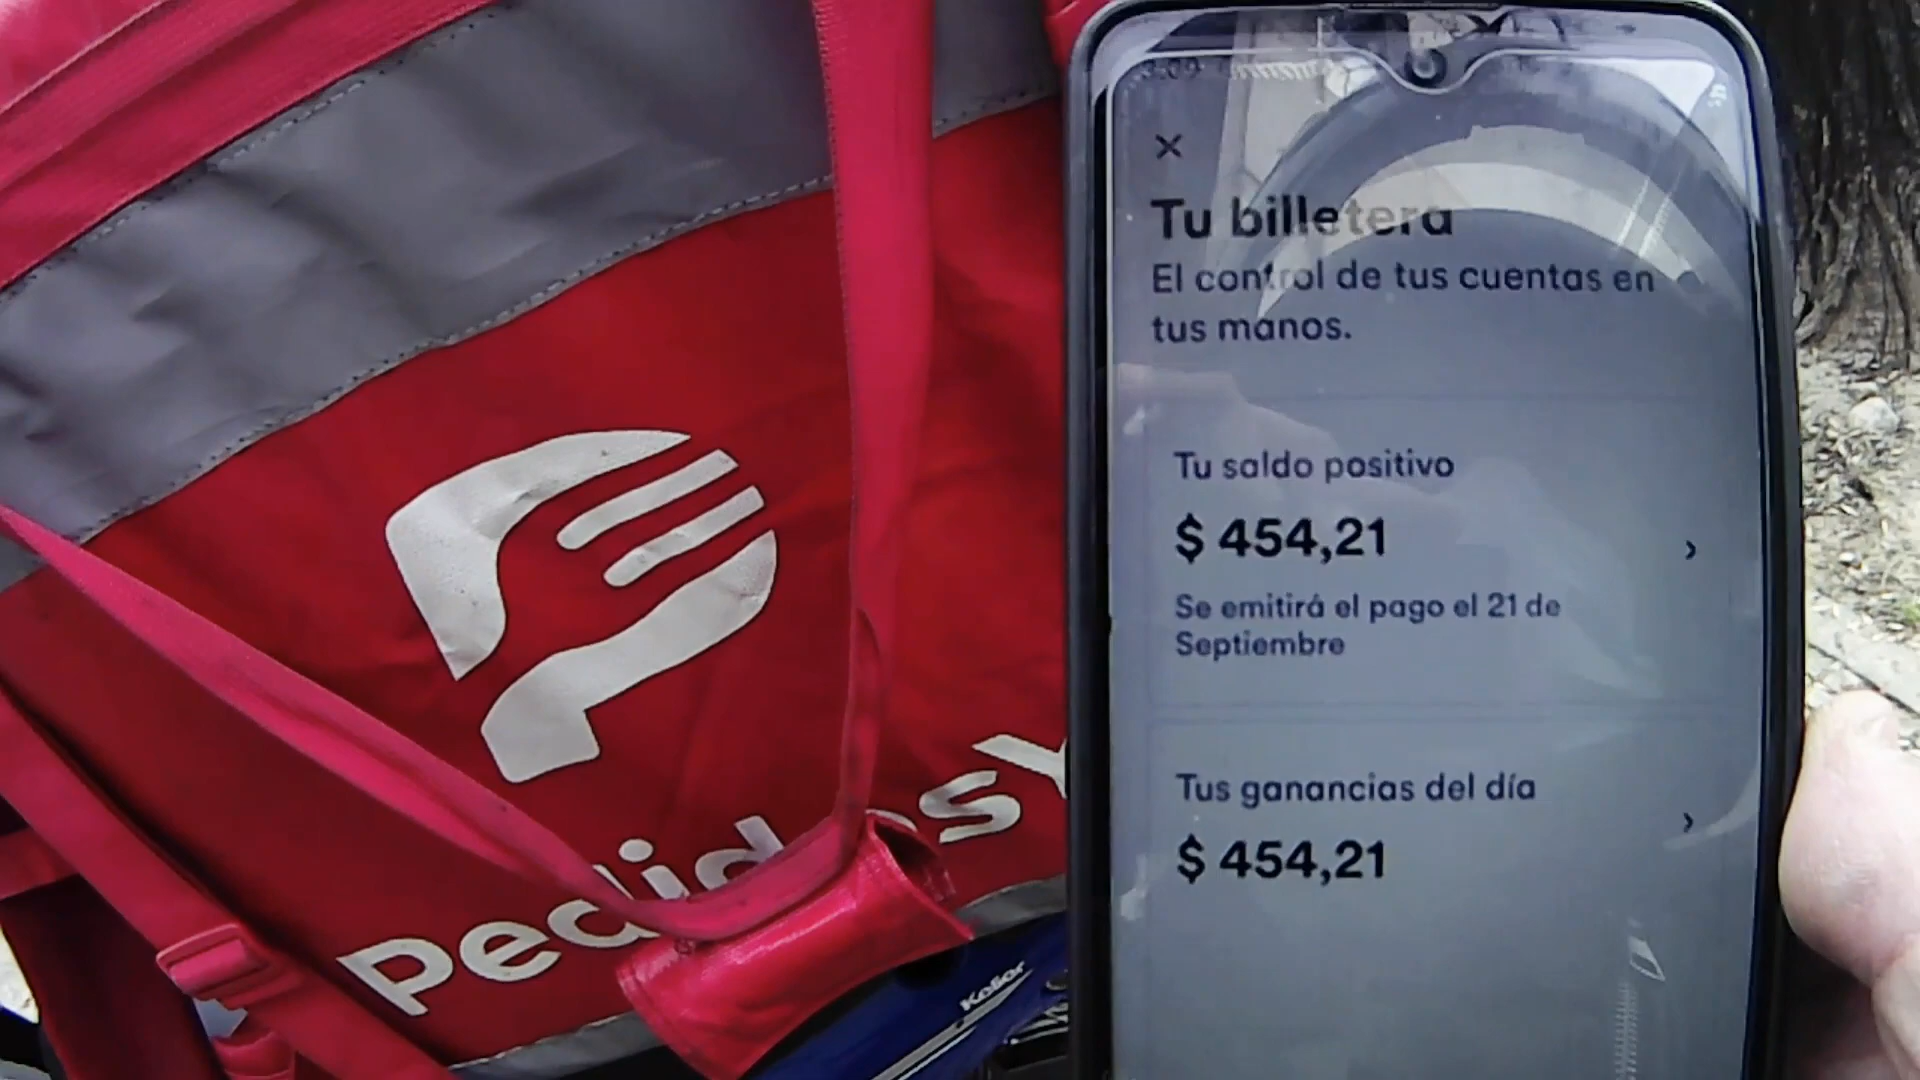 Tu billetera
El control de tus cuentas en
tus manos.
Tu saldo positivo
$ 454,21
Se emitirá el pago el 21 de
Septiembre
Tus ganancias del día
$ 454,21
Kolior